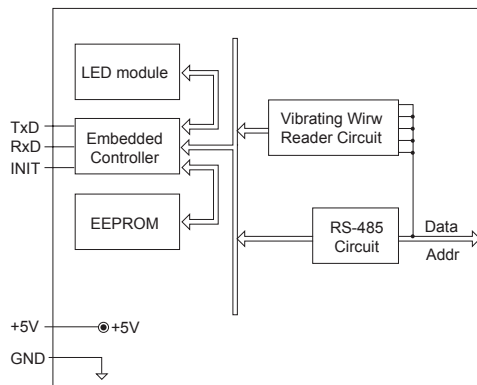 LED module
TxD
RxD
INIT
Embedded
Controller
Vibrating Wirw
Reader Circuit
EEPROM
RS-485
Circuit
Data
Addr
+5V
+5V
GND